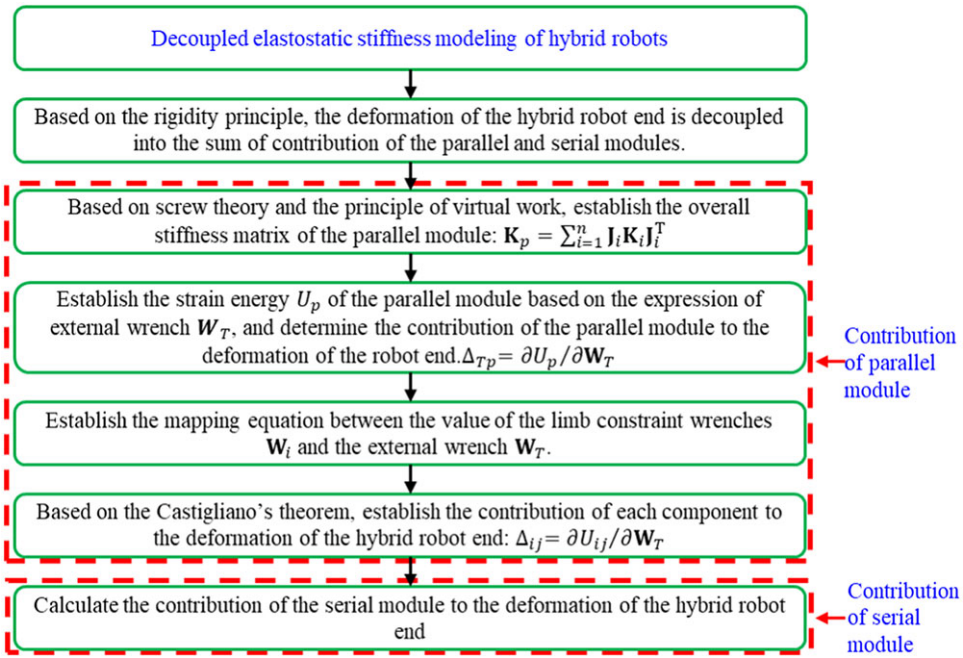 Decoupled elastostatic stiffness modeling of hybrid robots
Based on the rigidity principle, the deformation of the hybrid robot end is decoupled
into the sum of contribution of the parallel and serial modules.
Based on screw theory and the principle of virtual work, establish the overall
stiffness matrix of the parallel module: 𝐊ₚ = ∑ⁿᵢ₌₁ 𝐉ᵢ𝐊ᵢ𝐉ᵢᵀ
Establish the strain energy Uₚ of the parallel module based on the expression of
external wrench 𝑾_T, and determine the contribution of the parallel module to the
deformation of the robot end.Δ_Tp= ∂Uₚ/∂𝐖_T
Establish the mapping equation between the value of the limb constraint wrenches
𝐖ᵢ and the external wrench 𝐖_T.
Based on the Castigliano's theorem, establish the contribution of each component to
the deformation of the hybrid robot end: Δᵢⱼ= ∂Uᵢⱼ/∂𝐖_T
Calculate the contribution of the serial module to the deformation of the hybrid robot
end
Contribution
of parallel
module
Contribution
of serial
module